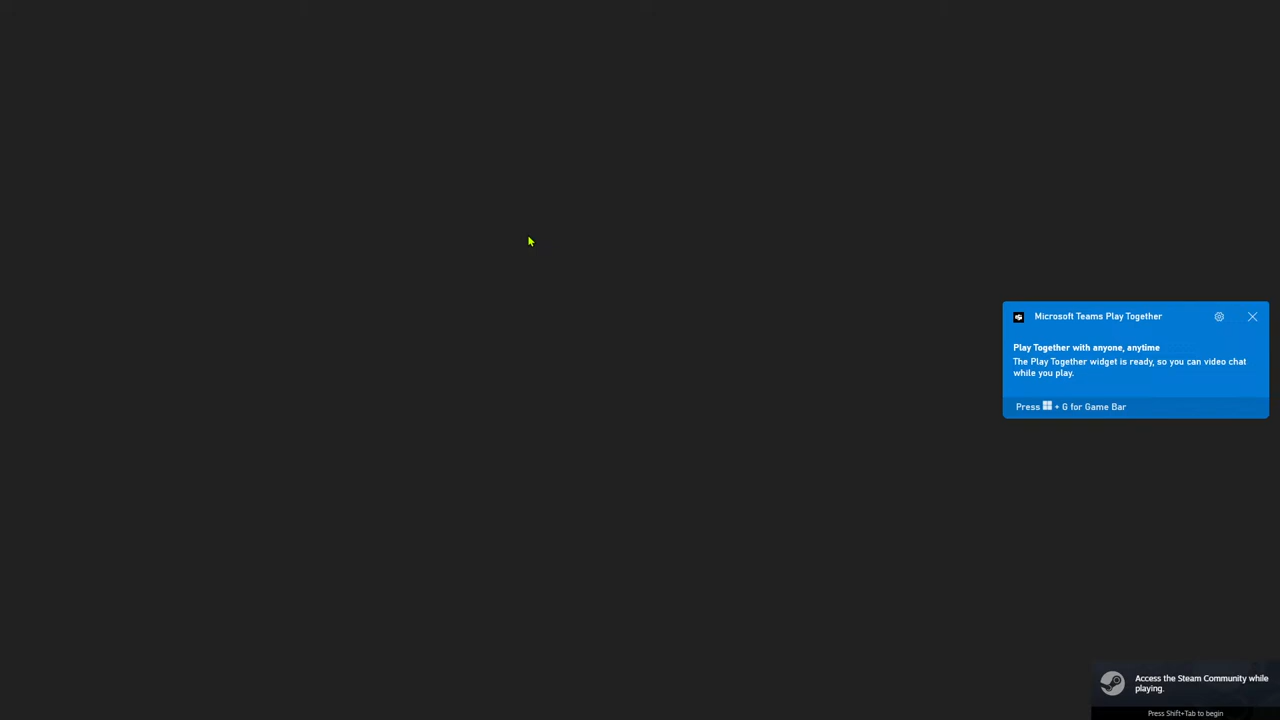 Microsoft Teams Play Together
Play Together with anyone, anytime
The Play Together widget is ready, so you can video chat
while you play.
Press + G for Game Bar
Access the Steam Community while
playing.
Press Shift+Tab to begin